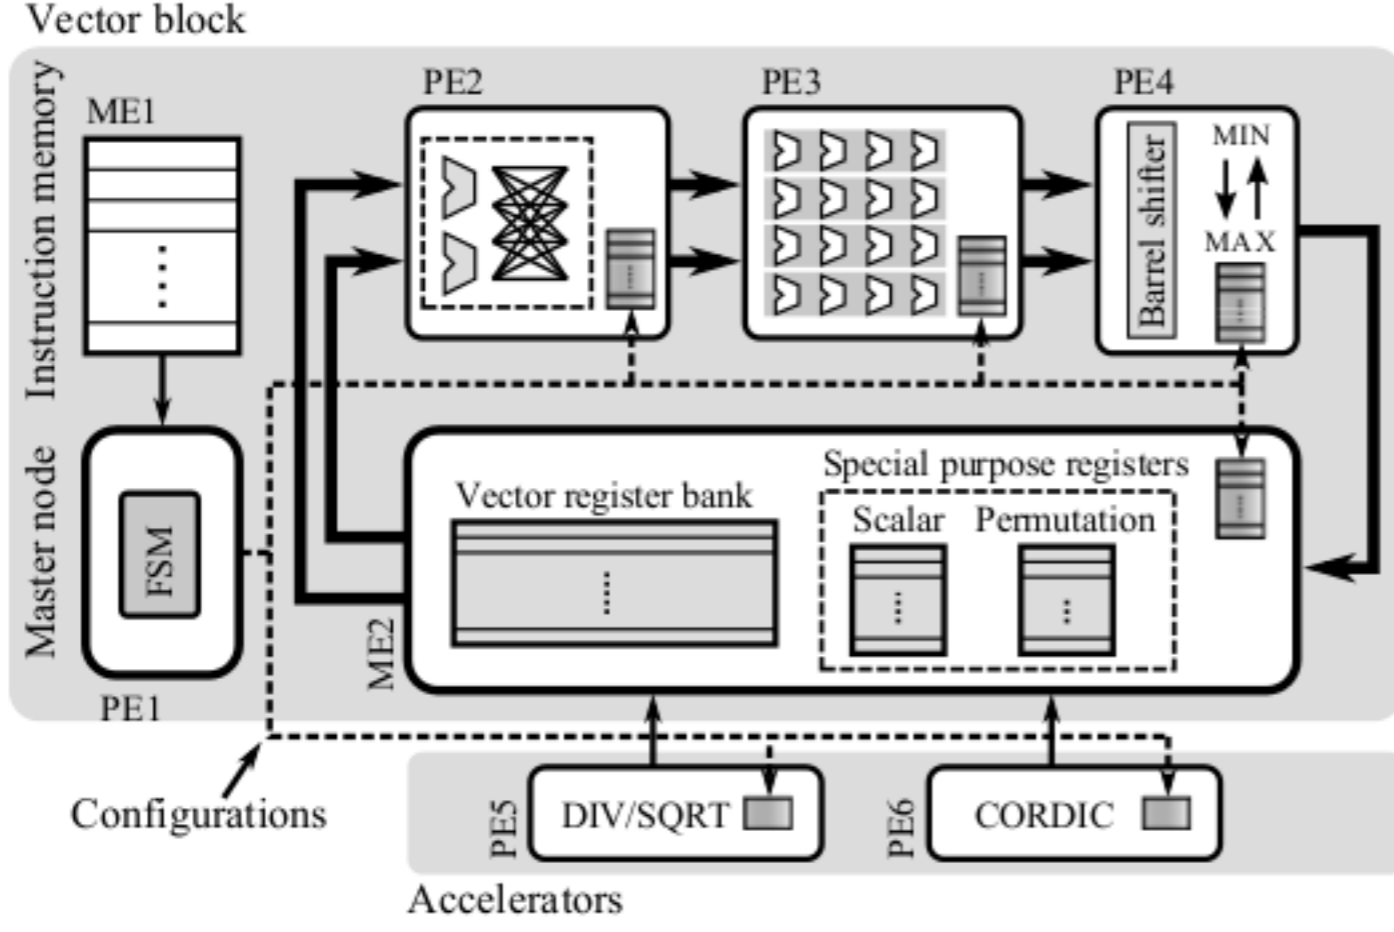 Vector block
Instruction memory
ME1
PE2
PE3
PE4
Barrel shifter
MIN
MAX
Master node
FSM
PE1
ME2
Vector register bank
Special purpose registers
Scalar
Permutation
Configurations
PE5
DIV/SQRT
PE6
CORDIC
Accelerators